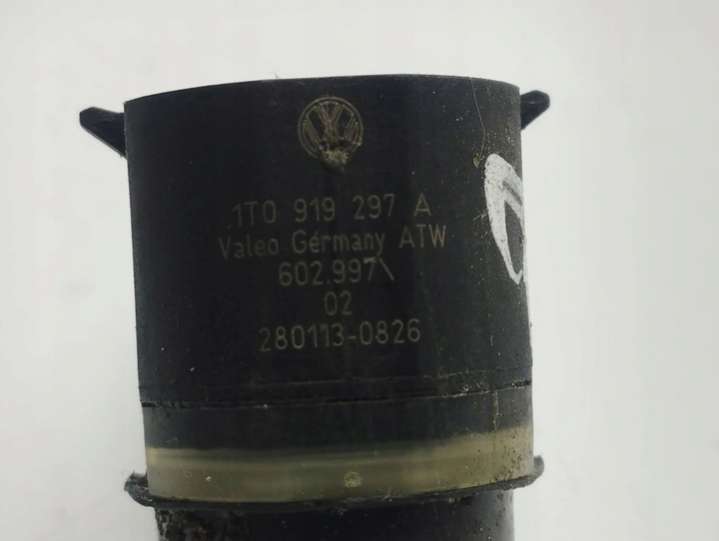 1T0 919 297 A
Valeo Germany ATW
602.997
02
280113-0826